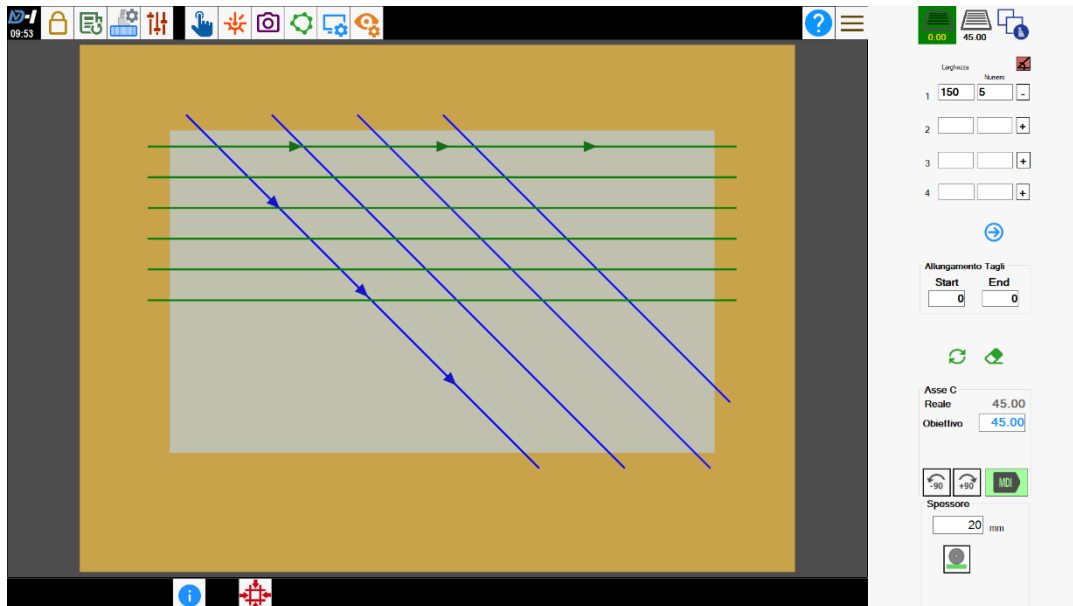 09:53
?
0.00
45.00
Larghezza
Numero
1 150 5 -
2 +
3 +
4 +
Allungamento Tagli
Start End
0 0
Asse C
Reale 45.00
Obiettivo 45.00
-90 +90 MDI
Spessore
20 mm
i